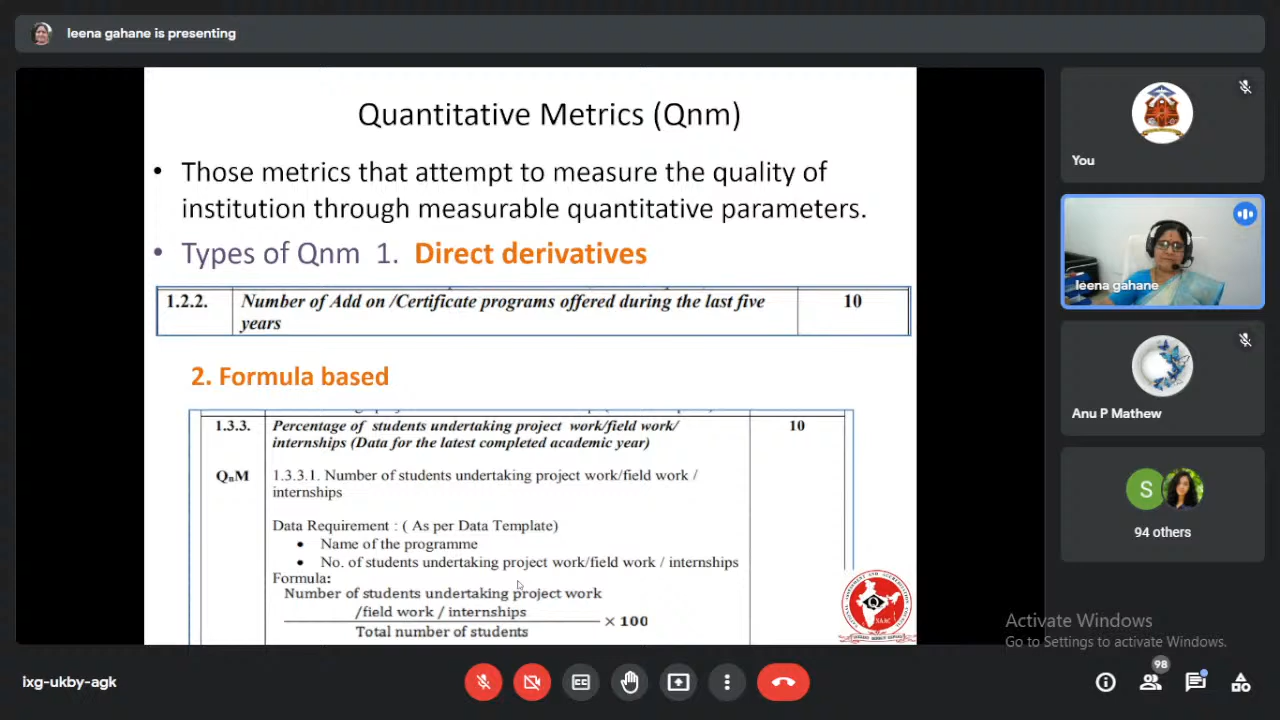 leena gahane is presenting
Quantitative Metrics (Qnm)
• Those metrics that attempt to measure the quality of
institution through measurable quantitative parameters.
• Types of Qnm 1. Direct derivatives
1.2.2. Number of Add on /Certificate programs offered during the last five 10
years
2. Formula based
1.3.3. Percentage of students undertaking project work/field work/ 10
internships (Data for the latest completed academic year)
QnM 1.3.3.1. Number of students undertaking project work/field work /
internships
Data Requirement : ( As per Data Template)
• Name of the programme
• No. of students undertaking project work/field work / internships
Formula:
Number of students undertaking project work
/field work / internships
× 100
Total number of students
NAAC
You
leena gahane
Anu P Mathew
S
94 others
Activate Windows
Go to Settings to activate Windows.
ixg-ukby-agk
CC
98